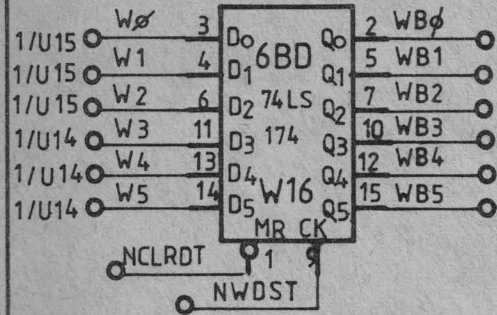 1/U15 WØ 3 D0 6BD Q0 2 WBØ
1/U15 W1 4 D1 74LS Q1 5 WB1
1/U15 W2 6 D2 174 Q2 7 WB2
1/U14 W3 11 D3 Q3 10 WB3
1/U14 W4 13 D4 W16 Q4 12 WB4
1/U14 W5 14 D5 Q5 15 WB5
MR CK
NCLRDT 1 9
NWDST